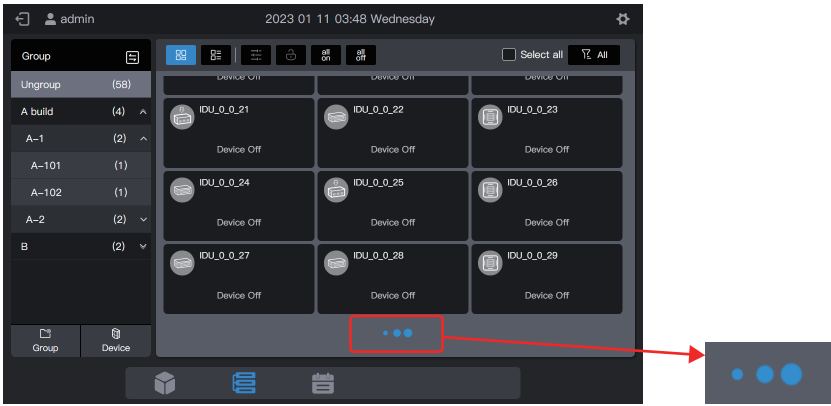 admin
2023 01 11 03:48 Wednesday
Group
all on
all off
Select all
All
Ungroup (58)
A build (4)
A-1 (2)
A-101 (1)
A-102 (1)
A-2 (2)
B (2)
Device Off Device Off Device Off
IDU_0_0_21 IDU_0_0_22 IDU_0_0_23
Device Off Device Off Device Off
IDU_0_0_24 IDU_0_0_25 IDU_0_0_26
Device Off Device Off Device Off
IDU_0_0_27 IDU_0_0_28 IDU_0_0_29
Device Off Device Off Device Off
Group Device